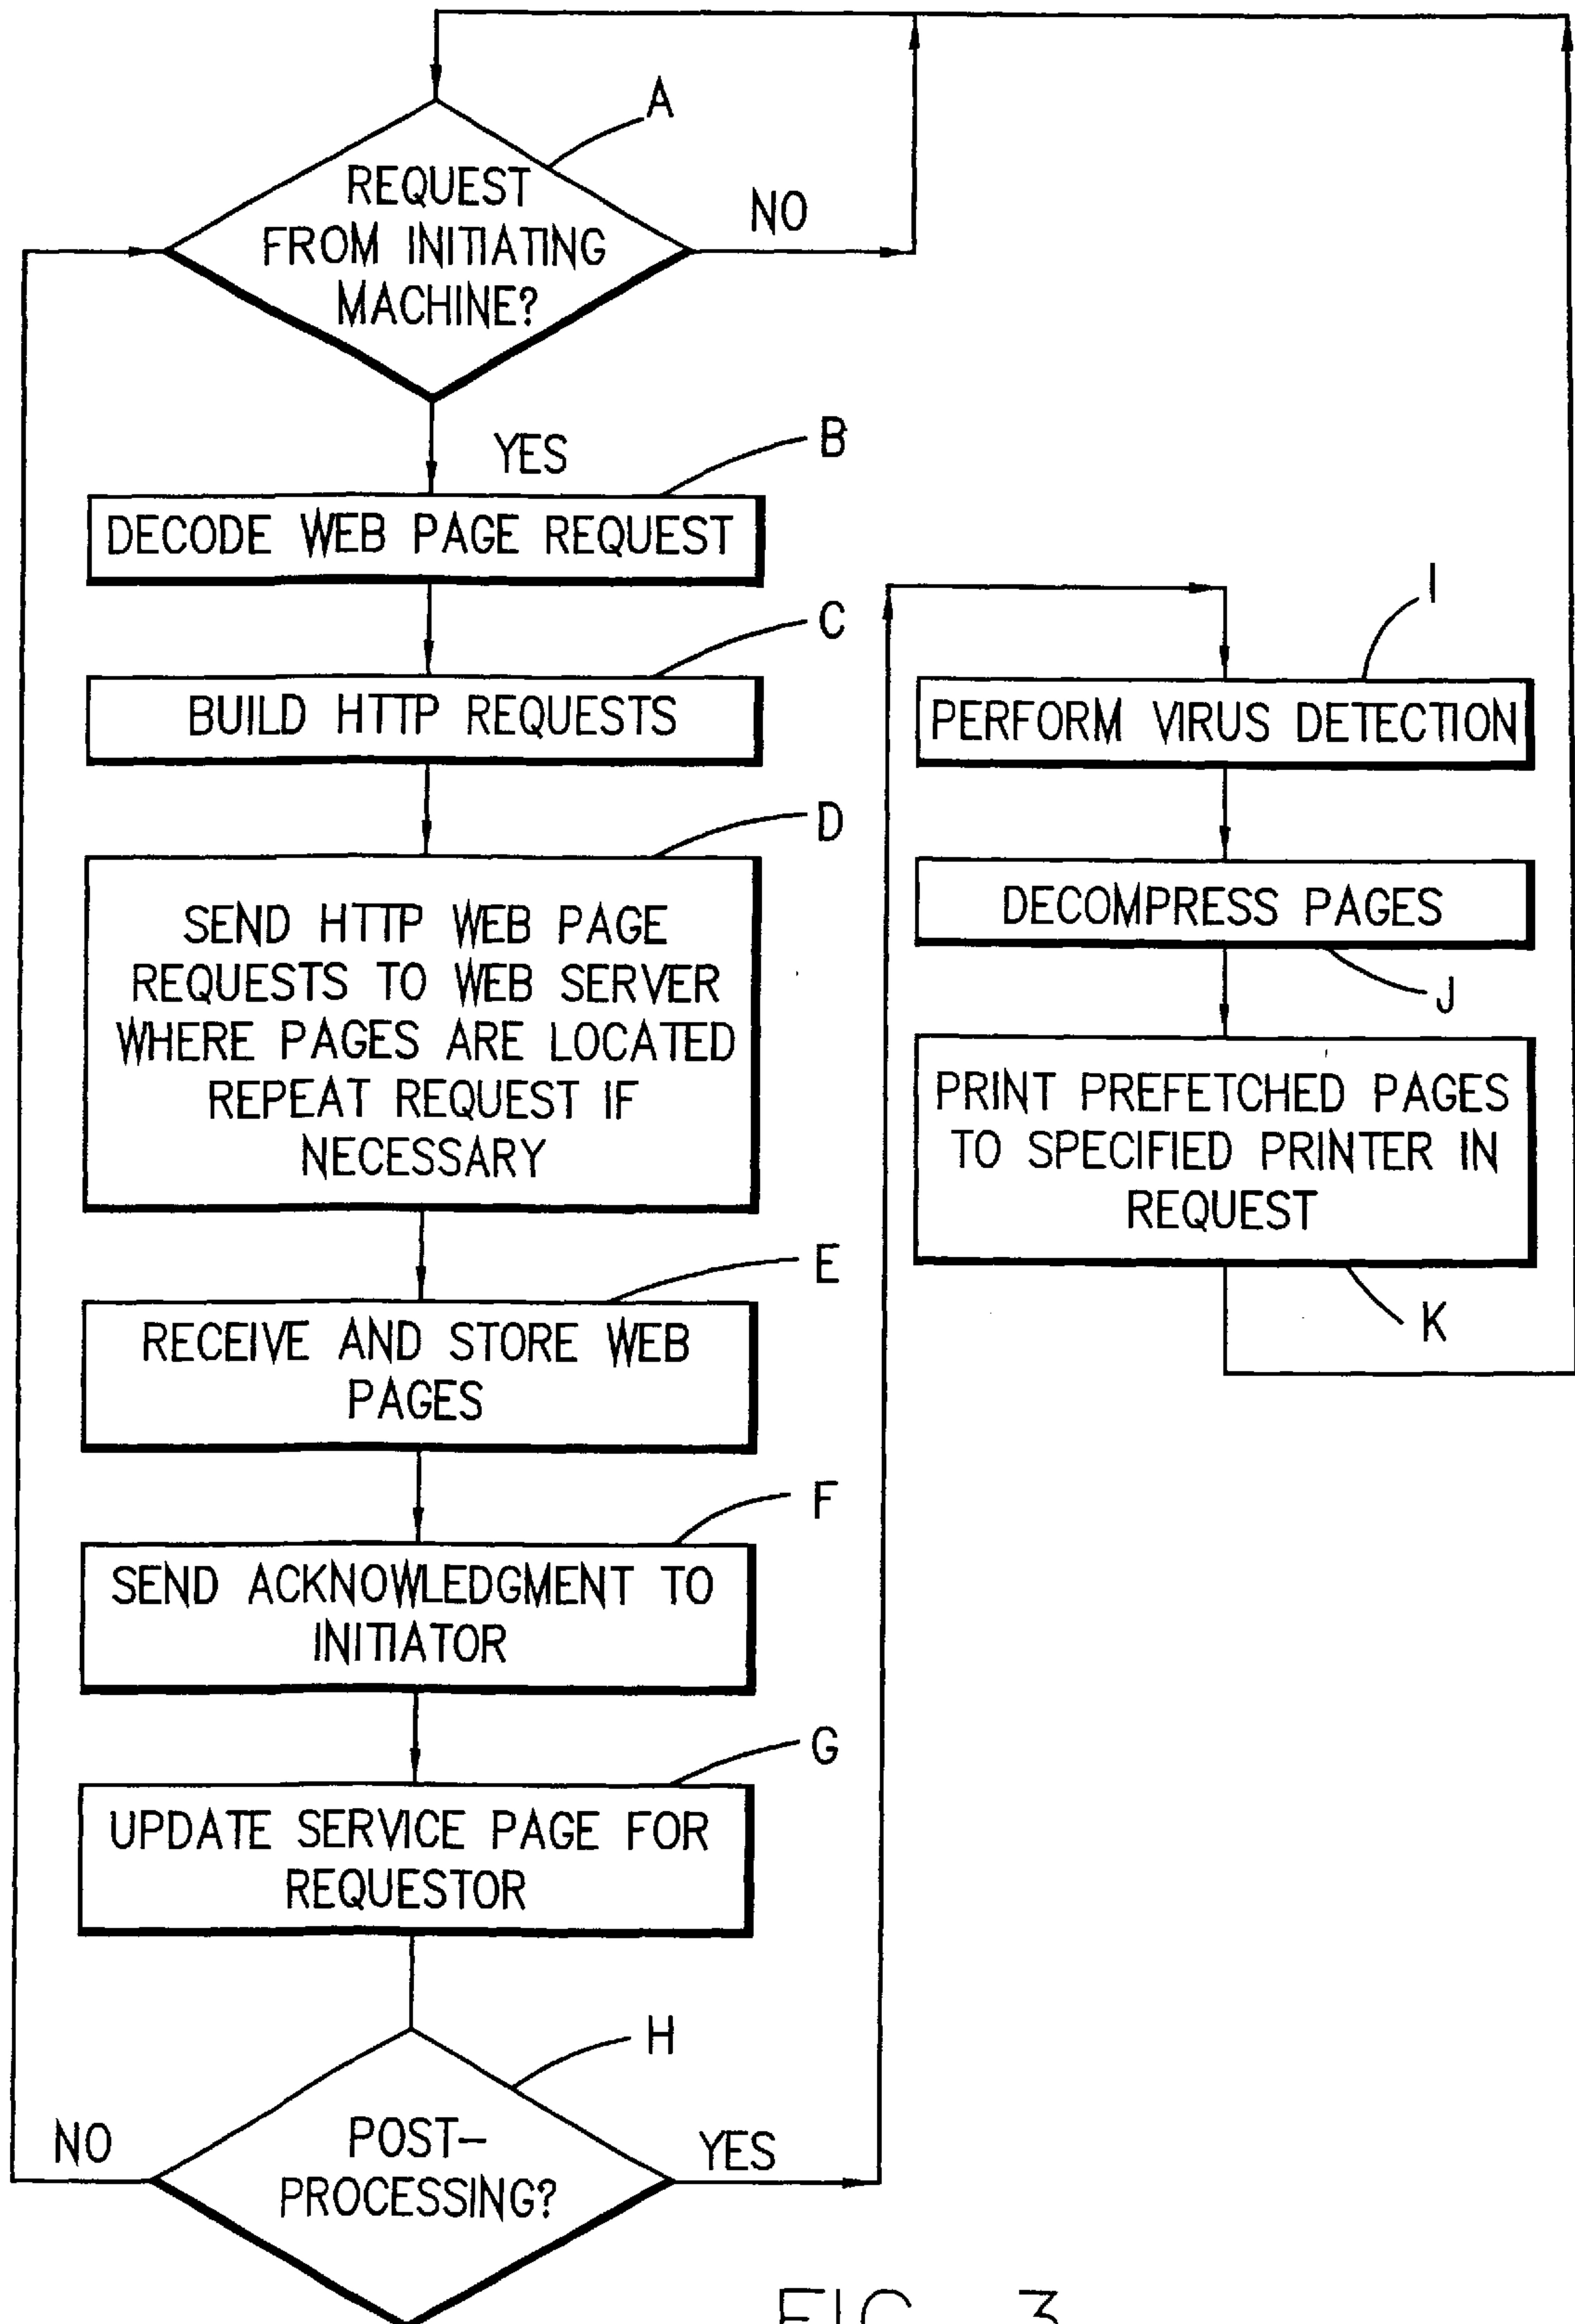 A
REQUEST
FROM INITIATING
MACHINE?
NO
YES
B
DECODE WEB PAGE REQUEST
C
BUILD HTTP REQUESTS
D
SEND HTTP WEB PAGE
REQUESTS TO WEB SERVER
WHERE PAGES ARE LOCATED
REPEAT REQUEST IF
NECESSARY
E
RECEIVE AND STORE WEB
PAGES
F
SEND ACKNOWLEDGMENT TO
INITIATOR
G
UPDATE SERVICE PAGE FOR
REQUESTOR
H
POST-
PROCESSING?
NO
YES
I
PERFORM VIRUS DETECTION
DECOMPRESS PAGES
J
PRINT PREFETCHED PAGES
TO SPECIFIED PRINTER IN
REQUEST
K
FIG. 3